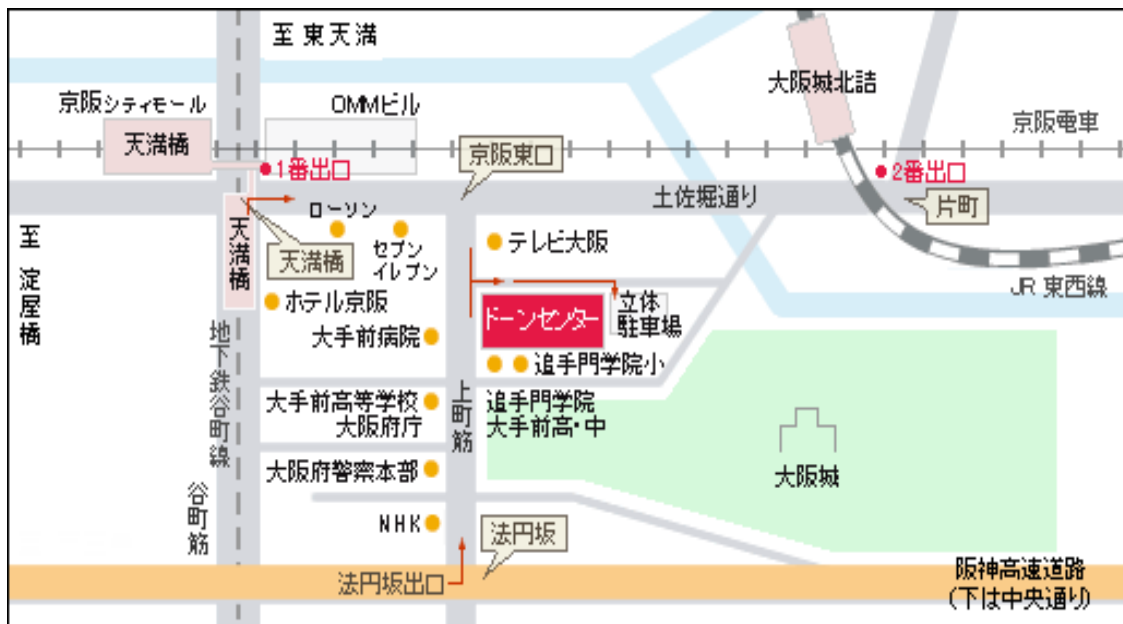 至 東天満
大阪城北詰
京阪シティモール
OMMビル
京阪電車
天満橋
京阪東口
1番出口
2番出口
土佐堀通り
片町
ローソン
至 淀屋橋
天満橋
天満橋
セブン
イレブン
テレビ大阪
JR 東西線
ホテル京阪
ドーンセンター
立体
駐車場
大手前病院
追手門学院小
地下鉄谷町線
上町筋
大手前高等学校
大阪府庁
追手門学院
大手前高・中
大阪府警察本部
大阪城
谷町筋
NHK
法円坂
法円坂出口
阪神高速道路
(下は中央通り)